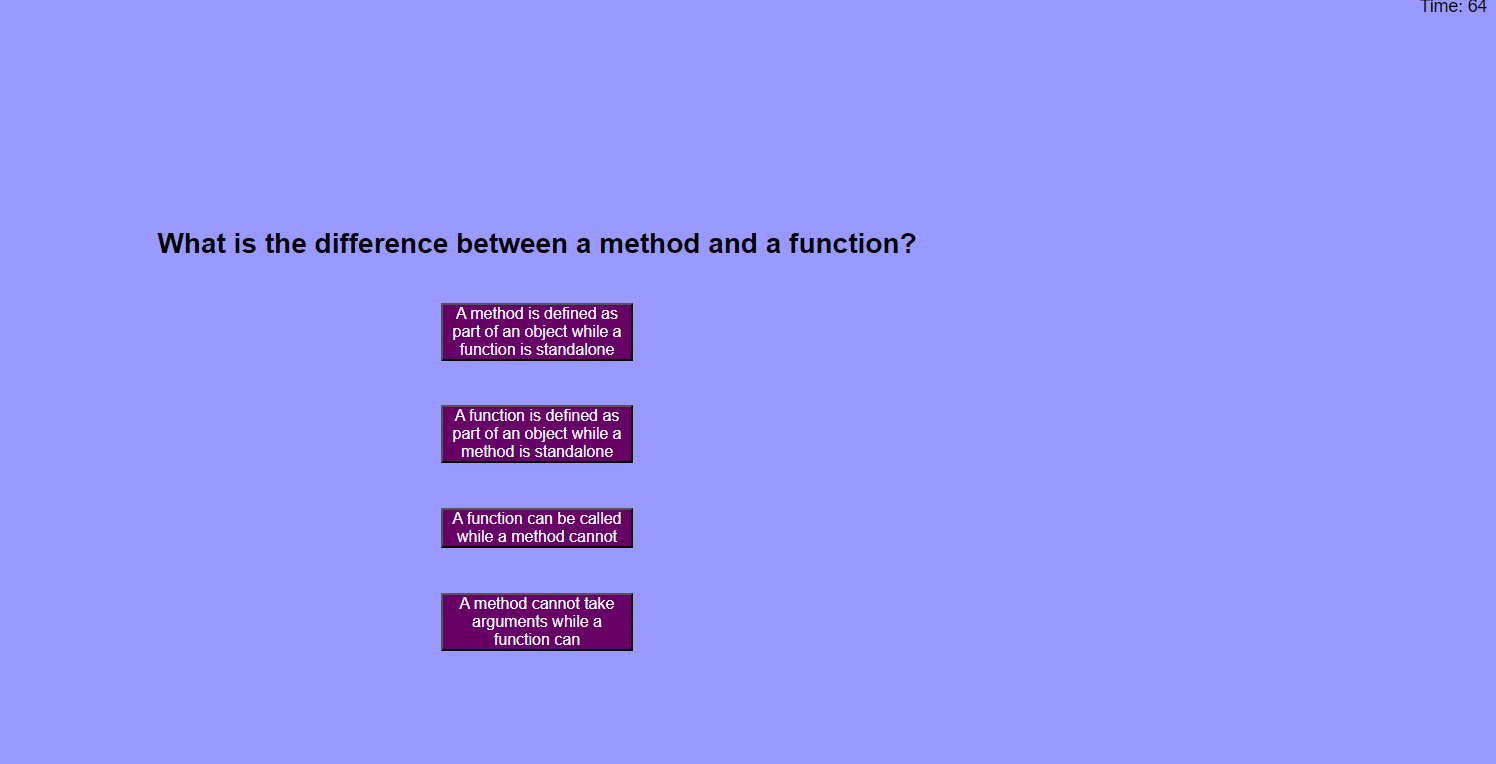 Time: 64
What is the difference between a method and a function?
A method is defined as
part of an object while a
function is standalone
A function is defined as
part of an object while a
method is standalone
A function can be called
while a method cannot
A method cannot take
arguments while a
function can